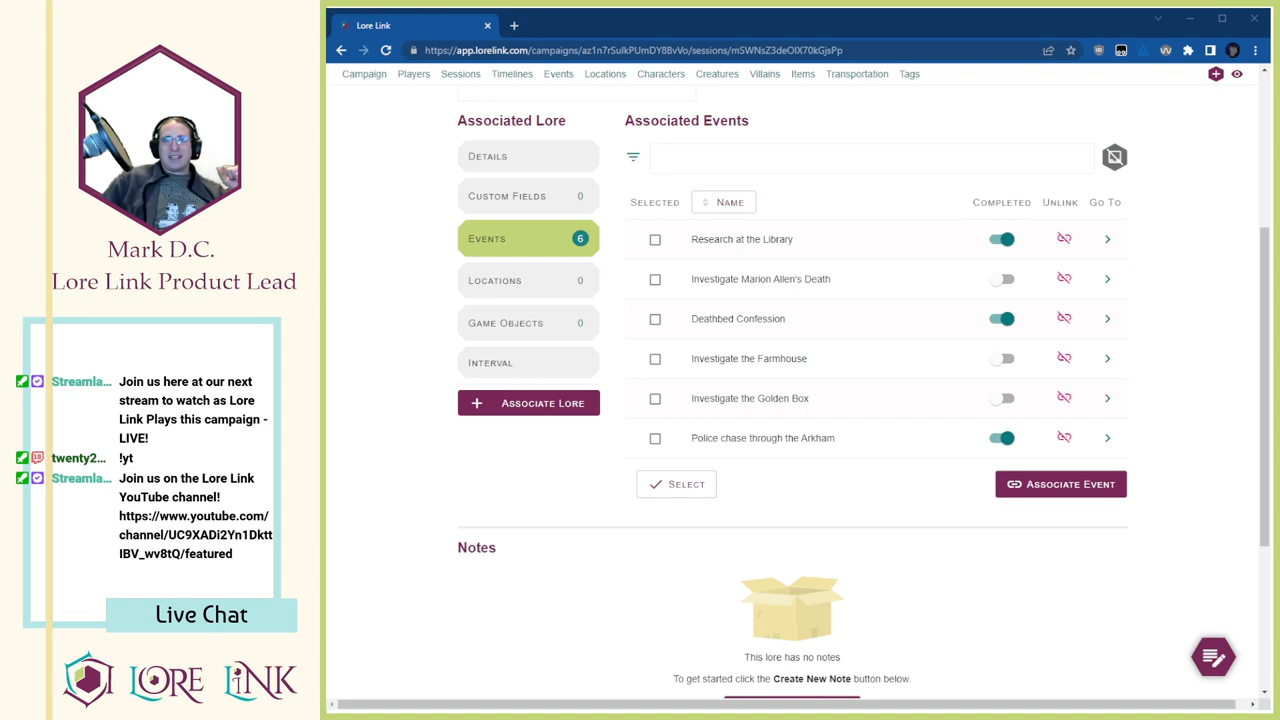 Mark D.C.
Lore Link Product Lead
Streamla... Join us here at our next
stream to watch as Lore
Link Plays this campaign -
LIVE!
18 twenty2... !yt
Streamla... Join us on the Lore Link
YouTube channel!
https://www.youtube.com/
channel/UC9XADi2Yn1Dktt
IBV_wv8tQ/featured
Live Chat
LORE LINK
Lore Link
https://app.lorelink.com/campaigns/az1n7rSulkPUmDY8BvVo/sessions/mSWNsZ3deOIX70kGjsPp
Campaign Players Sessions Timelines Events Locations Characters Creatures Villains Items Transportation Tags
Associated Lore
DETAILS
CUSTOM FIELDS 0
EVENTS 6
LOCATIONS 0
GAME OBJECTS 0
INTERVAL
ASSOCIATE LORE
Associated Events
SELECTED NAME COMPLETED UNLINK GO TO
Research at the Library
Investigate Marion Allen's Death
Deathbed Confession
Investigate the Farmhouse
Investigate the Golden Box
Police chase through the Arkham
SELECT ASSOCIATE EVENT
Notes
This lore has no notes
To get started click the Create New Note button below.